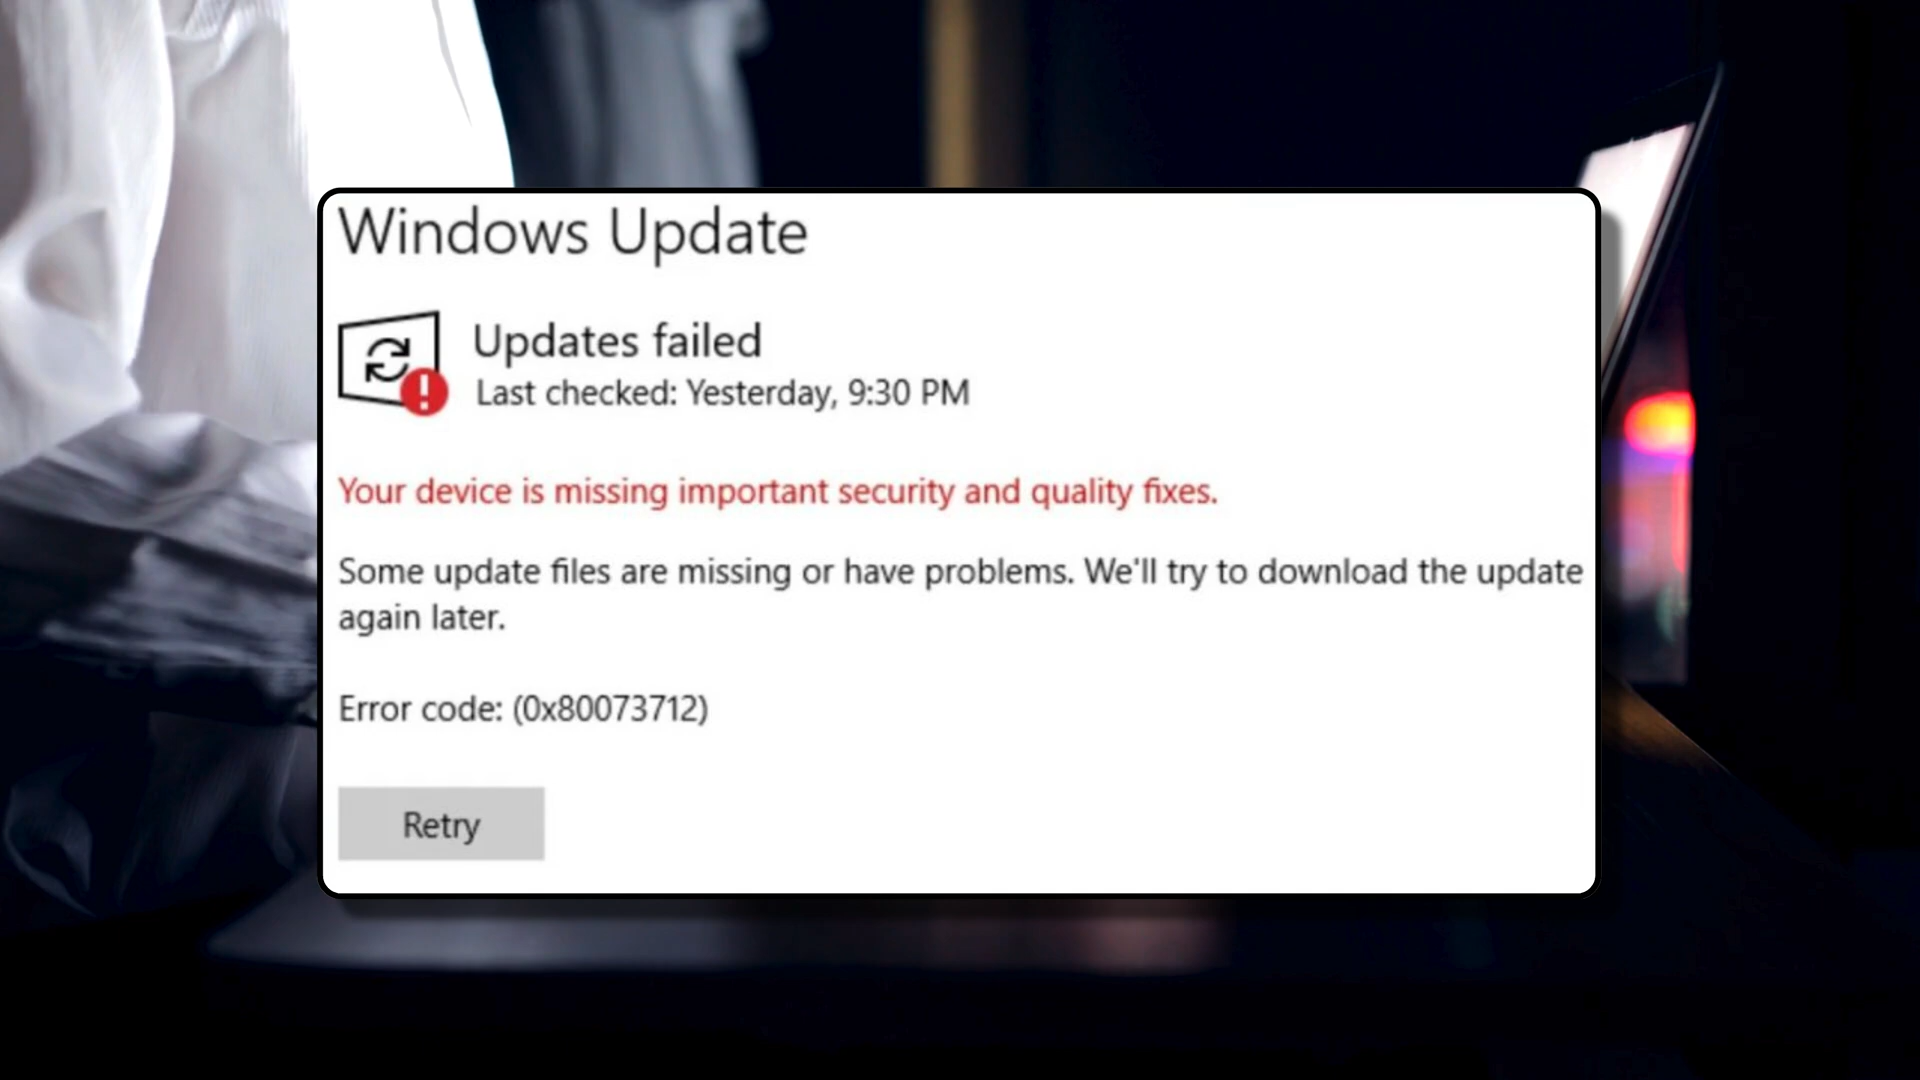 Windows Update
Updates failed
Last checked: Yesterday, 9:30 PM
Your device is missing important security and quality fixes.
Some update files are missing or have problems. We'll try to download the update
again later.
Error code: (0x80073712)
Retry